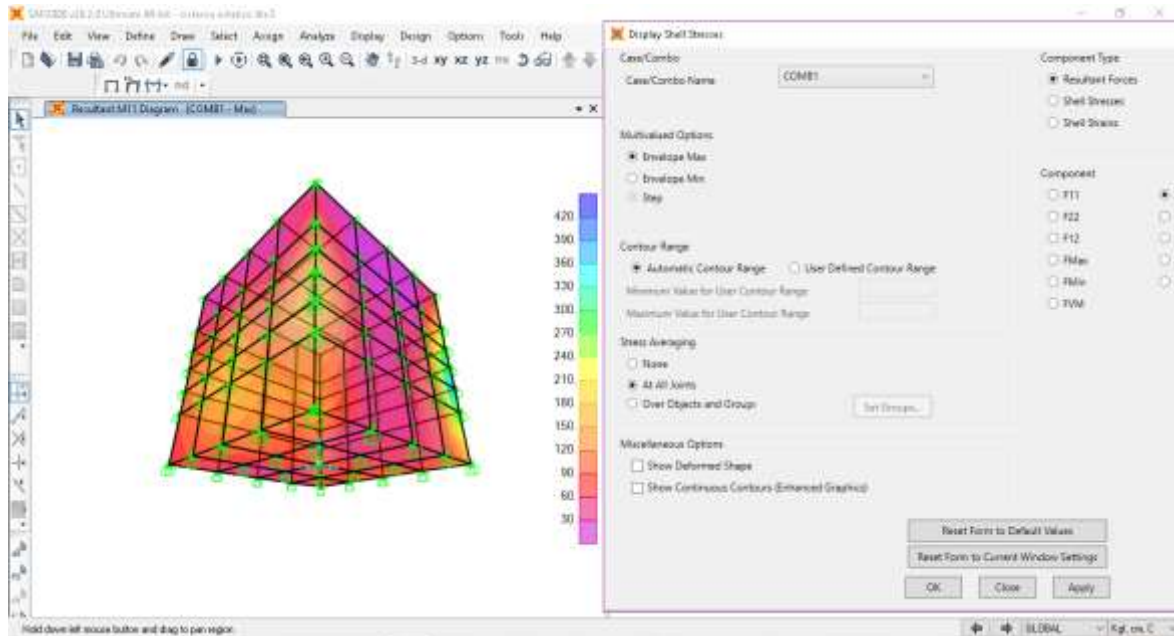 File Edit View Define Draw Select Assign Analyze Display Design Options Tools Help
3-d xy xz yz nv
nd
Resultant M11 Diagram (COMB1 - Max)
420
390
360
330
300
270
240
210
180
150
120
90
60
30
Hold down left mouse button and drag to pan region
Display Shell Stresses
Case/Combo
Case/Combo Name
COMB1
Multivalued Options
Envelope Max
Envelope Min
Step
Contour Range
Automatic Contour Range
User Defined Contour Range
Minimum Value for User Contour Range
Maximum Value for User Contour Range
Stress Averaging
None
At All Joints
Over Objects and Groups
Set Groups...
Miscellaneous Options
Show Deformed Shape
Show Continuous Contours (Enhanced Graphics)
Component Type
Resultant Forces
Shell Stresses
Shell Strains
Component
F11
F22
F12
FMax
FMin
FVM
Reset Form to Default Values
Reset Form to Current Window Settings
OK
Close
Apply
GLOBAL
Kgf, cm, C